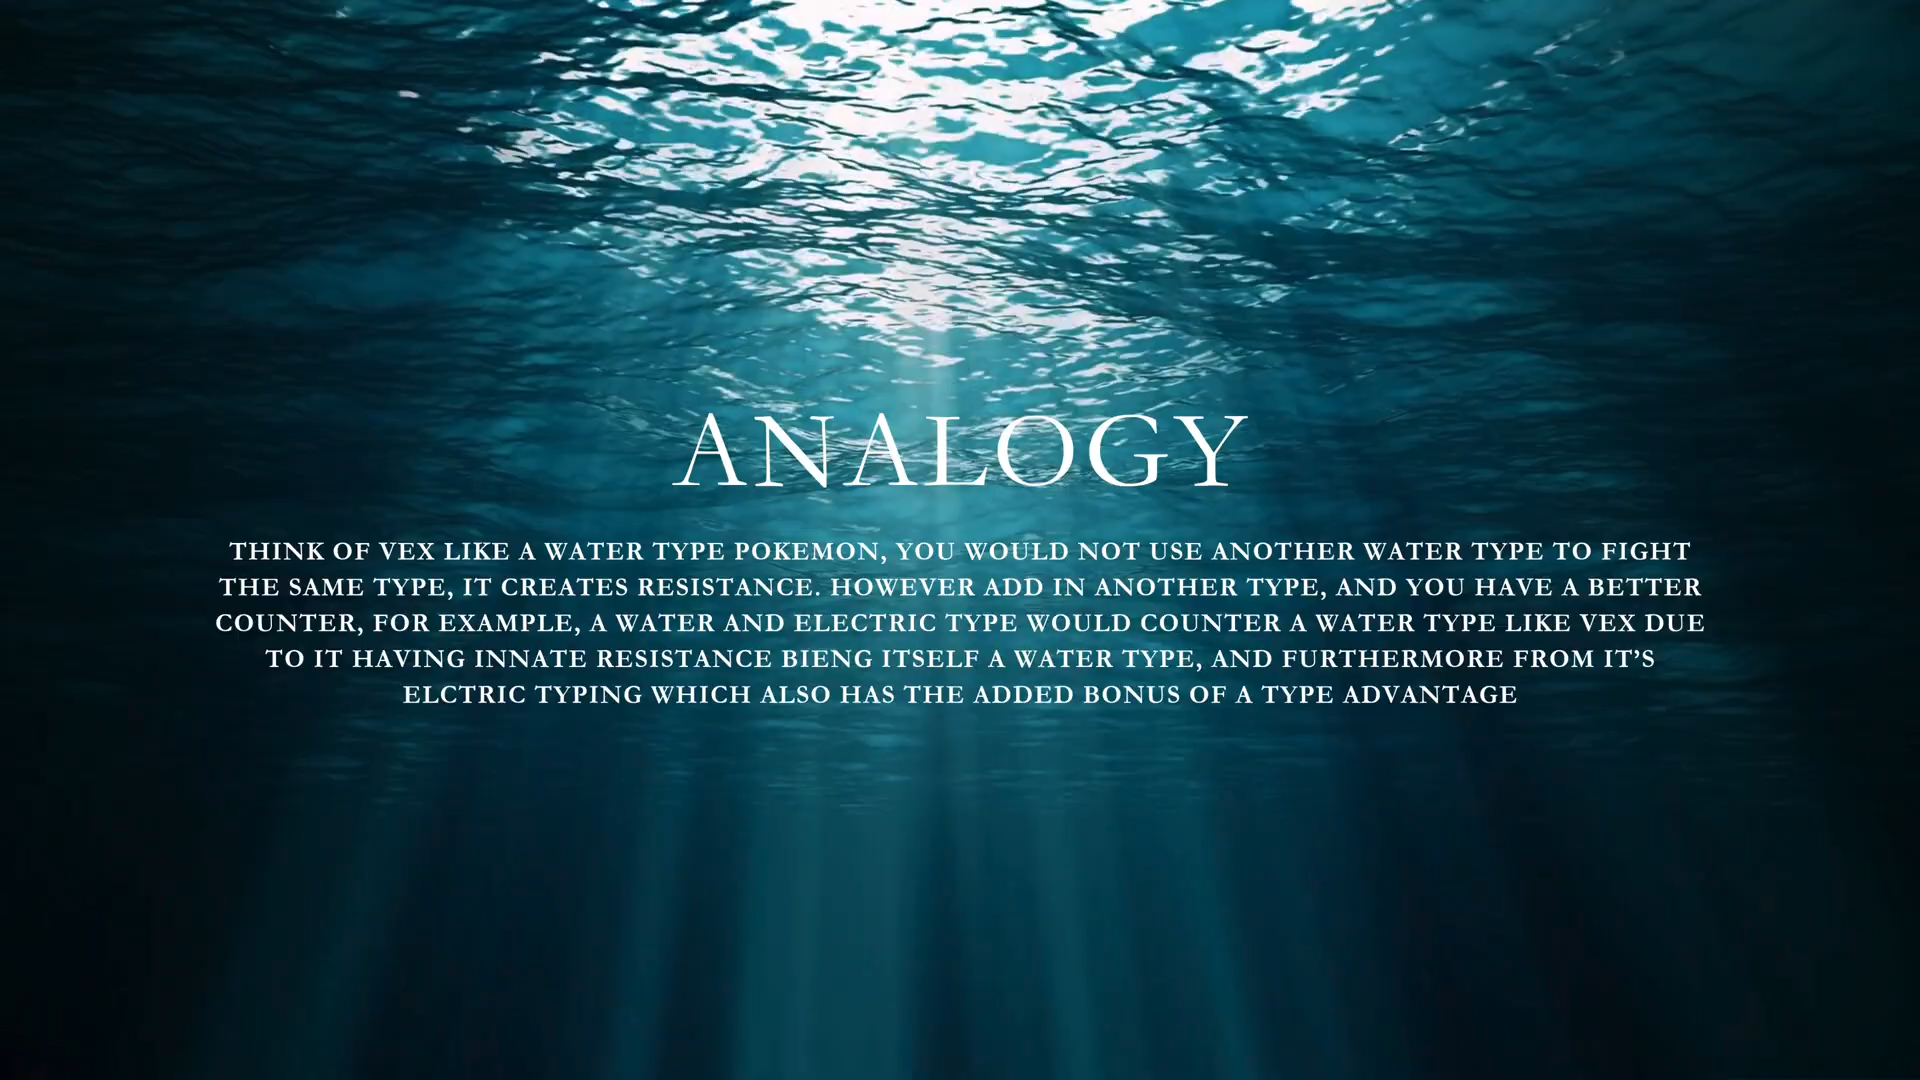 ANALOGY
THINK OF VEX LIKE A WATER TYPE POKEMON, YOU WOULD NOT USE ANOTHER WATER TYPE TO FIGHT
THE SAME TYPE, IT CREATES RESISTANCE. HOWEVER ADD IN ANOTHER TYPE, AND YOU HAVE A BETTER
COUNTER, FOR EXAMPLE, A WATER AND ELECTRIC TYPE WOULD COUNTER A WATER TYPE LIKE VEX DUE
TO IT HAVING INNATE RESISTANCE BIENG ITSELF A WATER TYPE, AND FURTHERMORE FROM IT’S
ELCTRIC TYPING WHICH ALSO HAS THE ADDED BONUS OF A TYPE ADVANTAGE